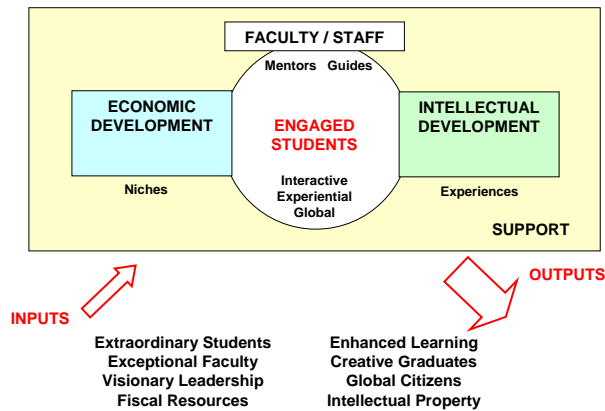 FACULTY / STAFF
Mentors Guides
ECONOMIC
DEVELOPMENT
ENGAGED
STUDENTS
INTELLECTUAL
DEVELOPMENT
Interactive
Experiential
Global
Niches
Experiences
SUPPORT
INPUTS
OUTPUTS
Extraordinary Students
Exceptional Faculty
Visionary Leadership
Fiscal Resources
Enhanced Learning
Creative Graduates
Global Citizens
Intellectual Property